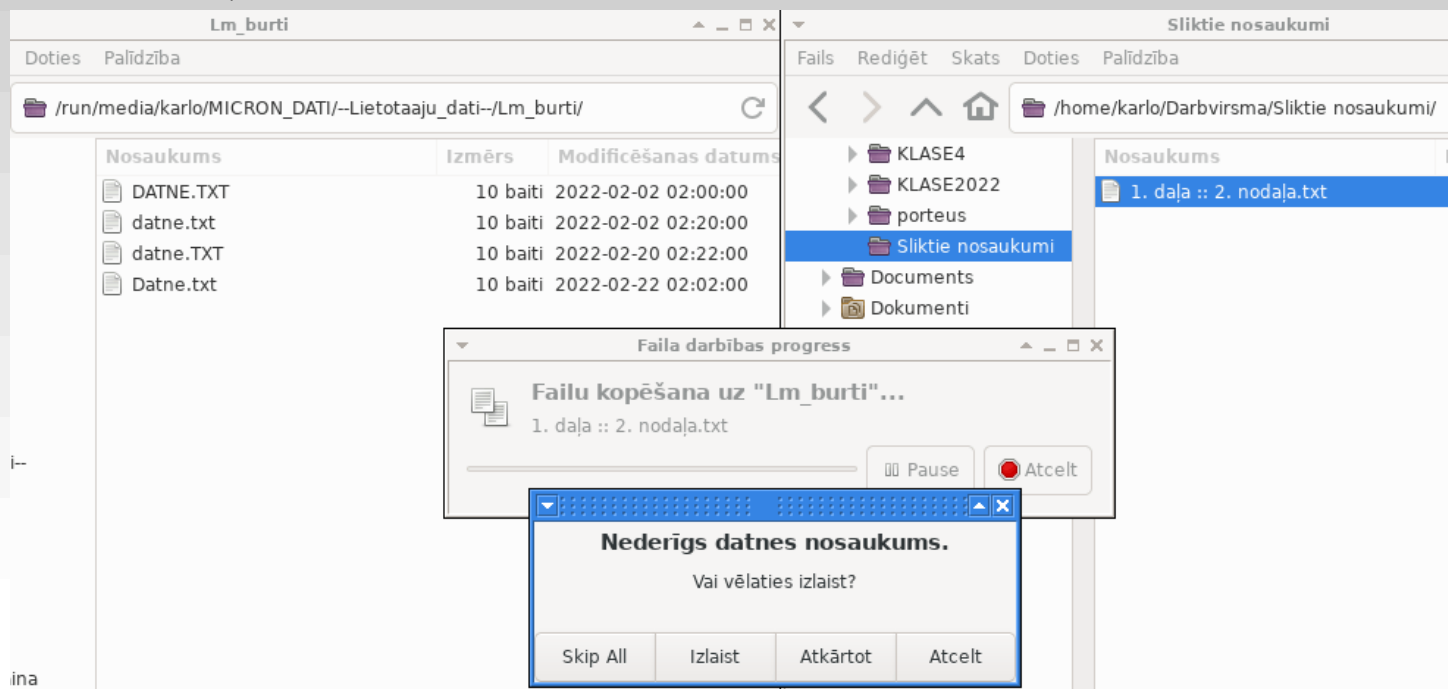 Lm_burti
Doties Palīdzība
/run/media/karlo/MICRON_DATI/--Lietotaaju_dati--/Lm_burti/
Nosaukums Izmērs Modificēšanas datums
DATNE.TXT 10 baiti 2022-02-02 02:00:00
datne.txt 10 baiti 2022-02-02 02:20:00
datne.TXT 10 baiti 2022-02-20 02:22:00
Datne.txt 10 baiti 2022-02-22 02:02:00
i--
ina
Sliktie nosaukumi
Fails Rediģēt Skats Doties Palīdzība
/home/karlo/Darbvirsma/Sliktie nosaukumi/
KLASE4
KLASE2022
porteus
Sliktie nosaukumi
Documents
Dokumenti
Nosaukums
1. daļa :: 2. nodaļa.txt
Faila darbības progress
Failu kopēšana uz "Lm_burti"...
1. daļa :: 2. nodaļa.txt
Pause Atcelt
Nederīgs datnes nosaukums.
Vai vēlaties izlaist?
Skip All Izlaist Atkārtot Atcelt